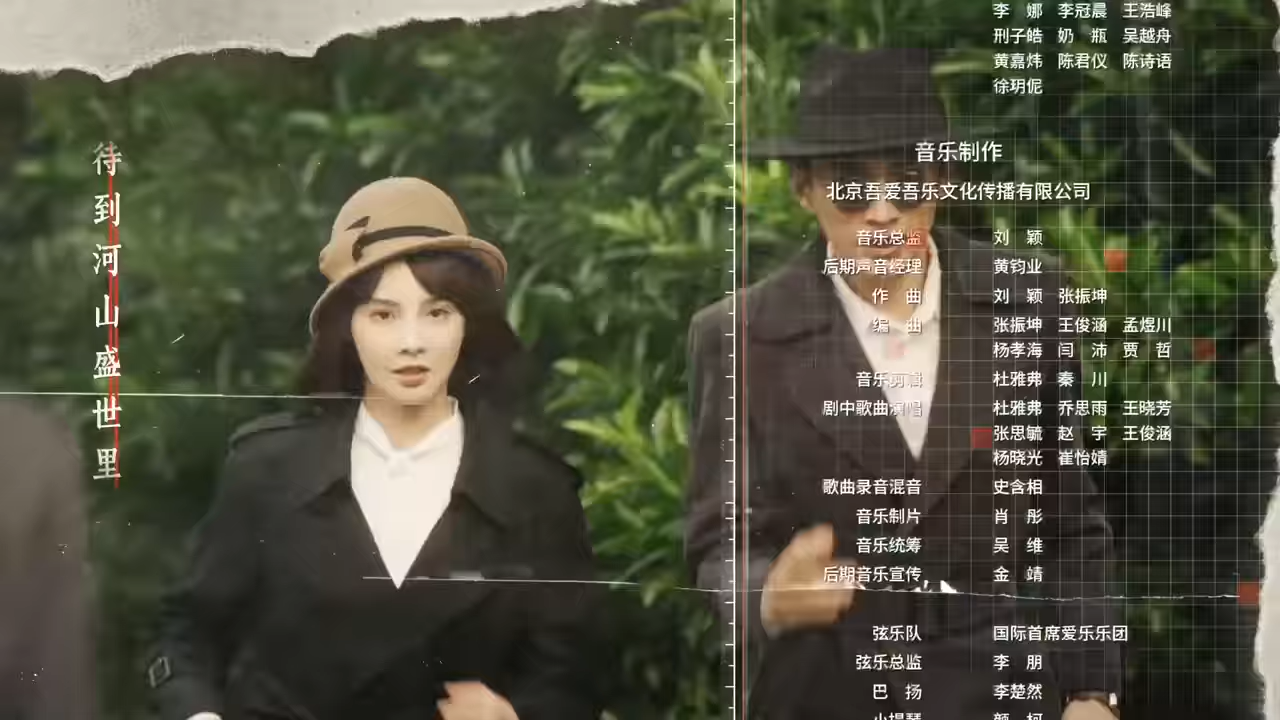 待到河山盛世里
李　娜　李冠晨　王浩峰
刑子皓　奶　瓶　吴越舟
黄嘉炜　陈君仪　陈诗语
徐玥伲
音乐制作
北京吾爱吾乐文化传播有限公司
音乐总监　刘　颖
后期声音经理　黄钧业
作　曲　刘　颖　张振坤
编　曲　张振坤　王俊涵　孟煜川
杨孝海　闫　沛　贾　哲
音乐剪辑　杜雅弗　秦　川
剧中歌曲演唱　杜雅弗　乔思雨　王晓芳
张思毓　赵　宇　王俊涵
杨晓光　崔怡婧
歌曲录音混音　史含相
音乐制片　肖　彤
音乐统筹　吴　维
后期音乐宣传　金　靖
弦乐队　国际首席爱乐乐团
弦乐总监　李　朋
巴　扬　李楚然
小提琴　颜　柯